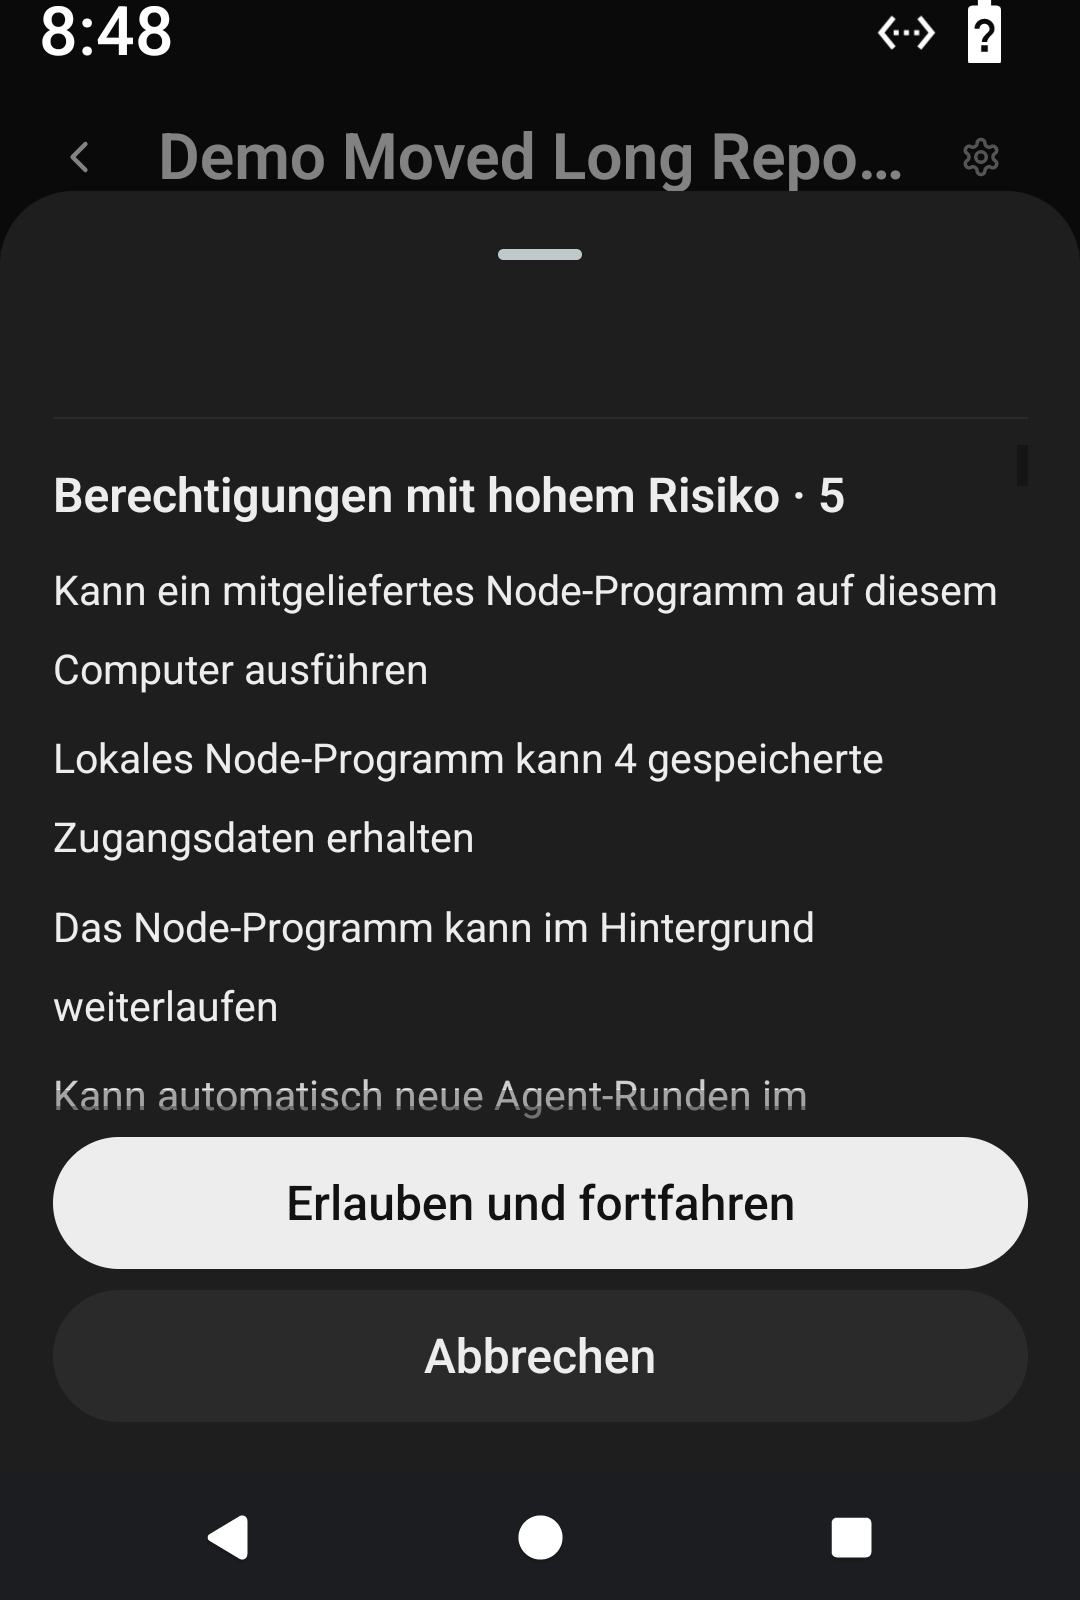 8:48
Demo Moved Long Repo...
Berechtigungen mit hohem Risiko · 5
Kann ein mitgeliefertes Node-Programm auf diesem
Computer ausführen
Lokales Node-Programm kann 4 gespeicherte
Zugangsdaten erhalten
Das Node-Programm kann im Hintergrund
weiterlaufen
Kann automatisch neue Agent-Runden im
Erlauben und fortfahren
Abbrechen